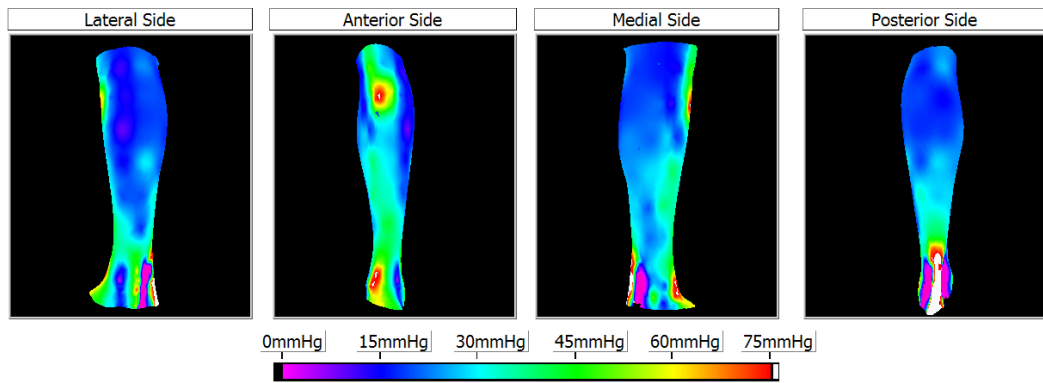 Lateral Side
Anterior Side
Medial Side
Posterior Side
0mmHg 15mmHg 30mmHg 45mmHg 60mmHg 75mmHg